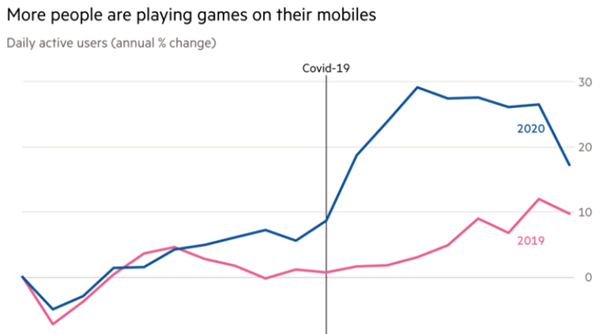 More people are playing games on their mobiles
Daily active users (annual % change)
Covid-19
30
2020
20
10
2019
0